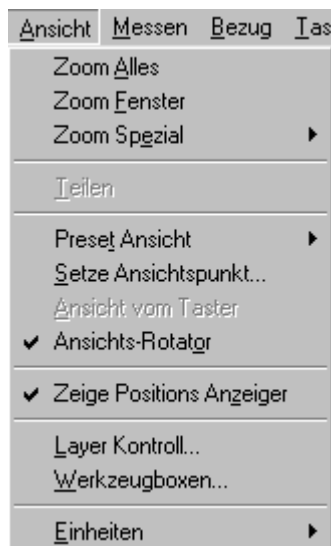 Ansicht Messen Bezug Tas
Zoom Alles
Zoom Fenster
Zoom Spezial
Teilen
Preset Ansicht
Setze Ansichtspunkt...
Ansicht vom Taster
Ansichts-Rotator
Zeige Positions Anzeiger
Layer Kontroll...
Werkzeugboxen...
Einheiten